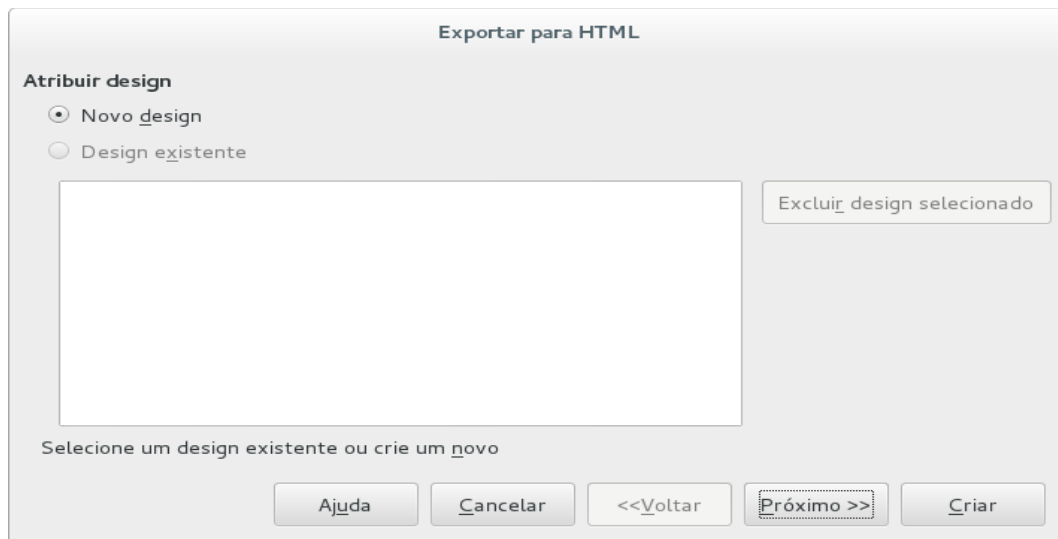 Exportar para HTML
Atribuir design
Novo design
Design existente
Excluir design selecionado
Selecione um design existente ou crie um novo
Ajuda
Cancelar
<<Voltar
Próximo >>
Criar